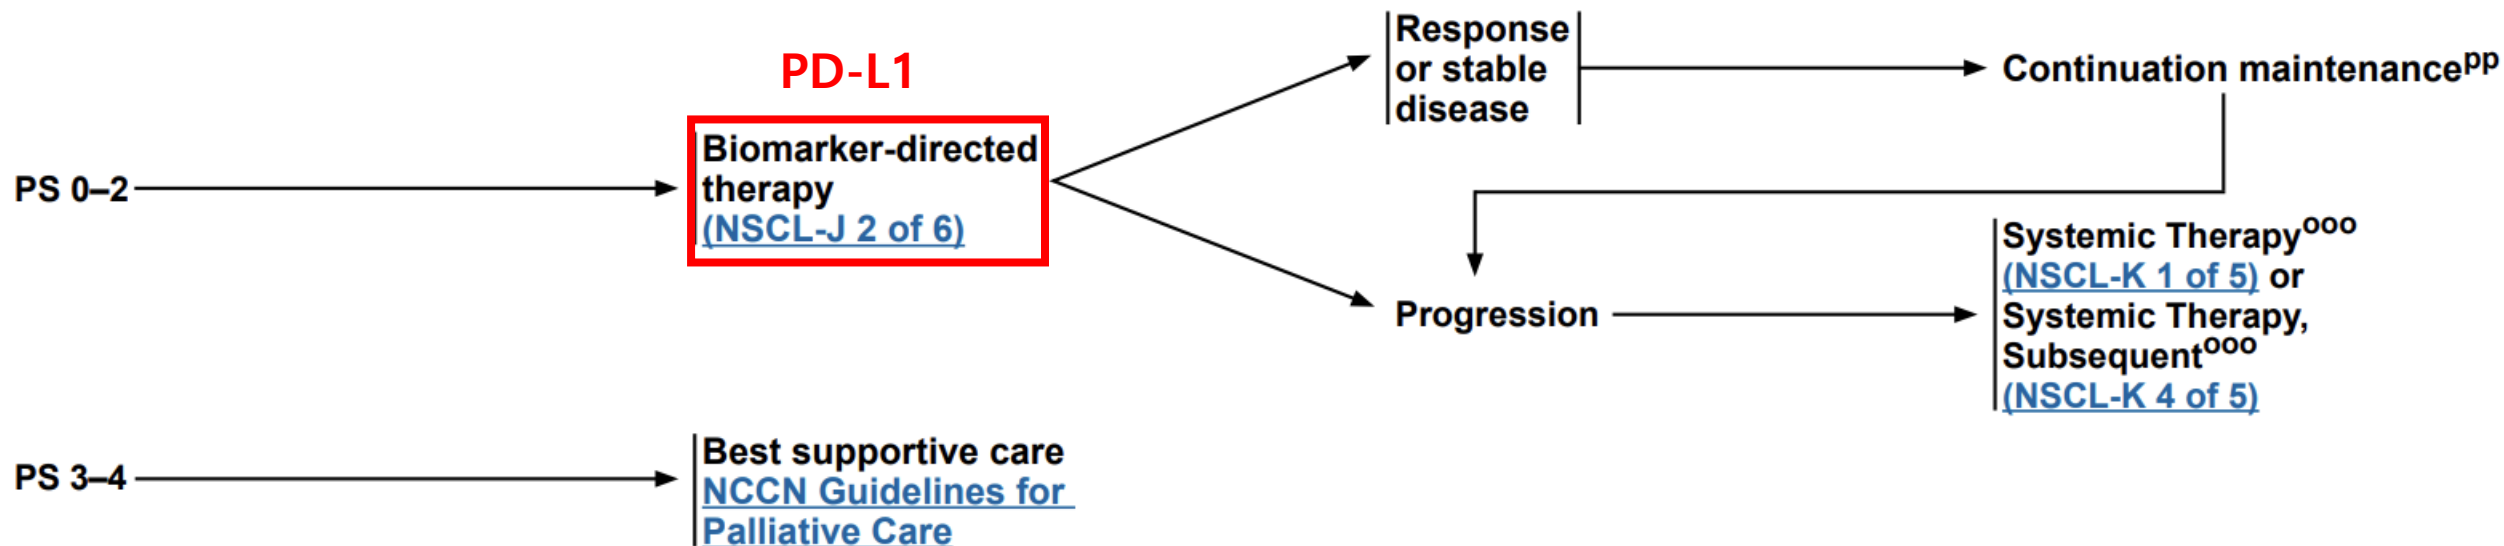 PD-L1
PS 0–2
Biomarker-directed
therapy
(NSCL-J 2 of 6)
Response
or stable
disease
Continuation maintenancepp
Progression
Systemic Therapyooo
(NSCL-K 1 of 5) or
Systemic Therapy,
Subsequentooo
(NSCL-K 4 of 5)
PS 3–4
Best supportive care
NCCN Guidelines for
Palliative Care